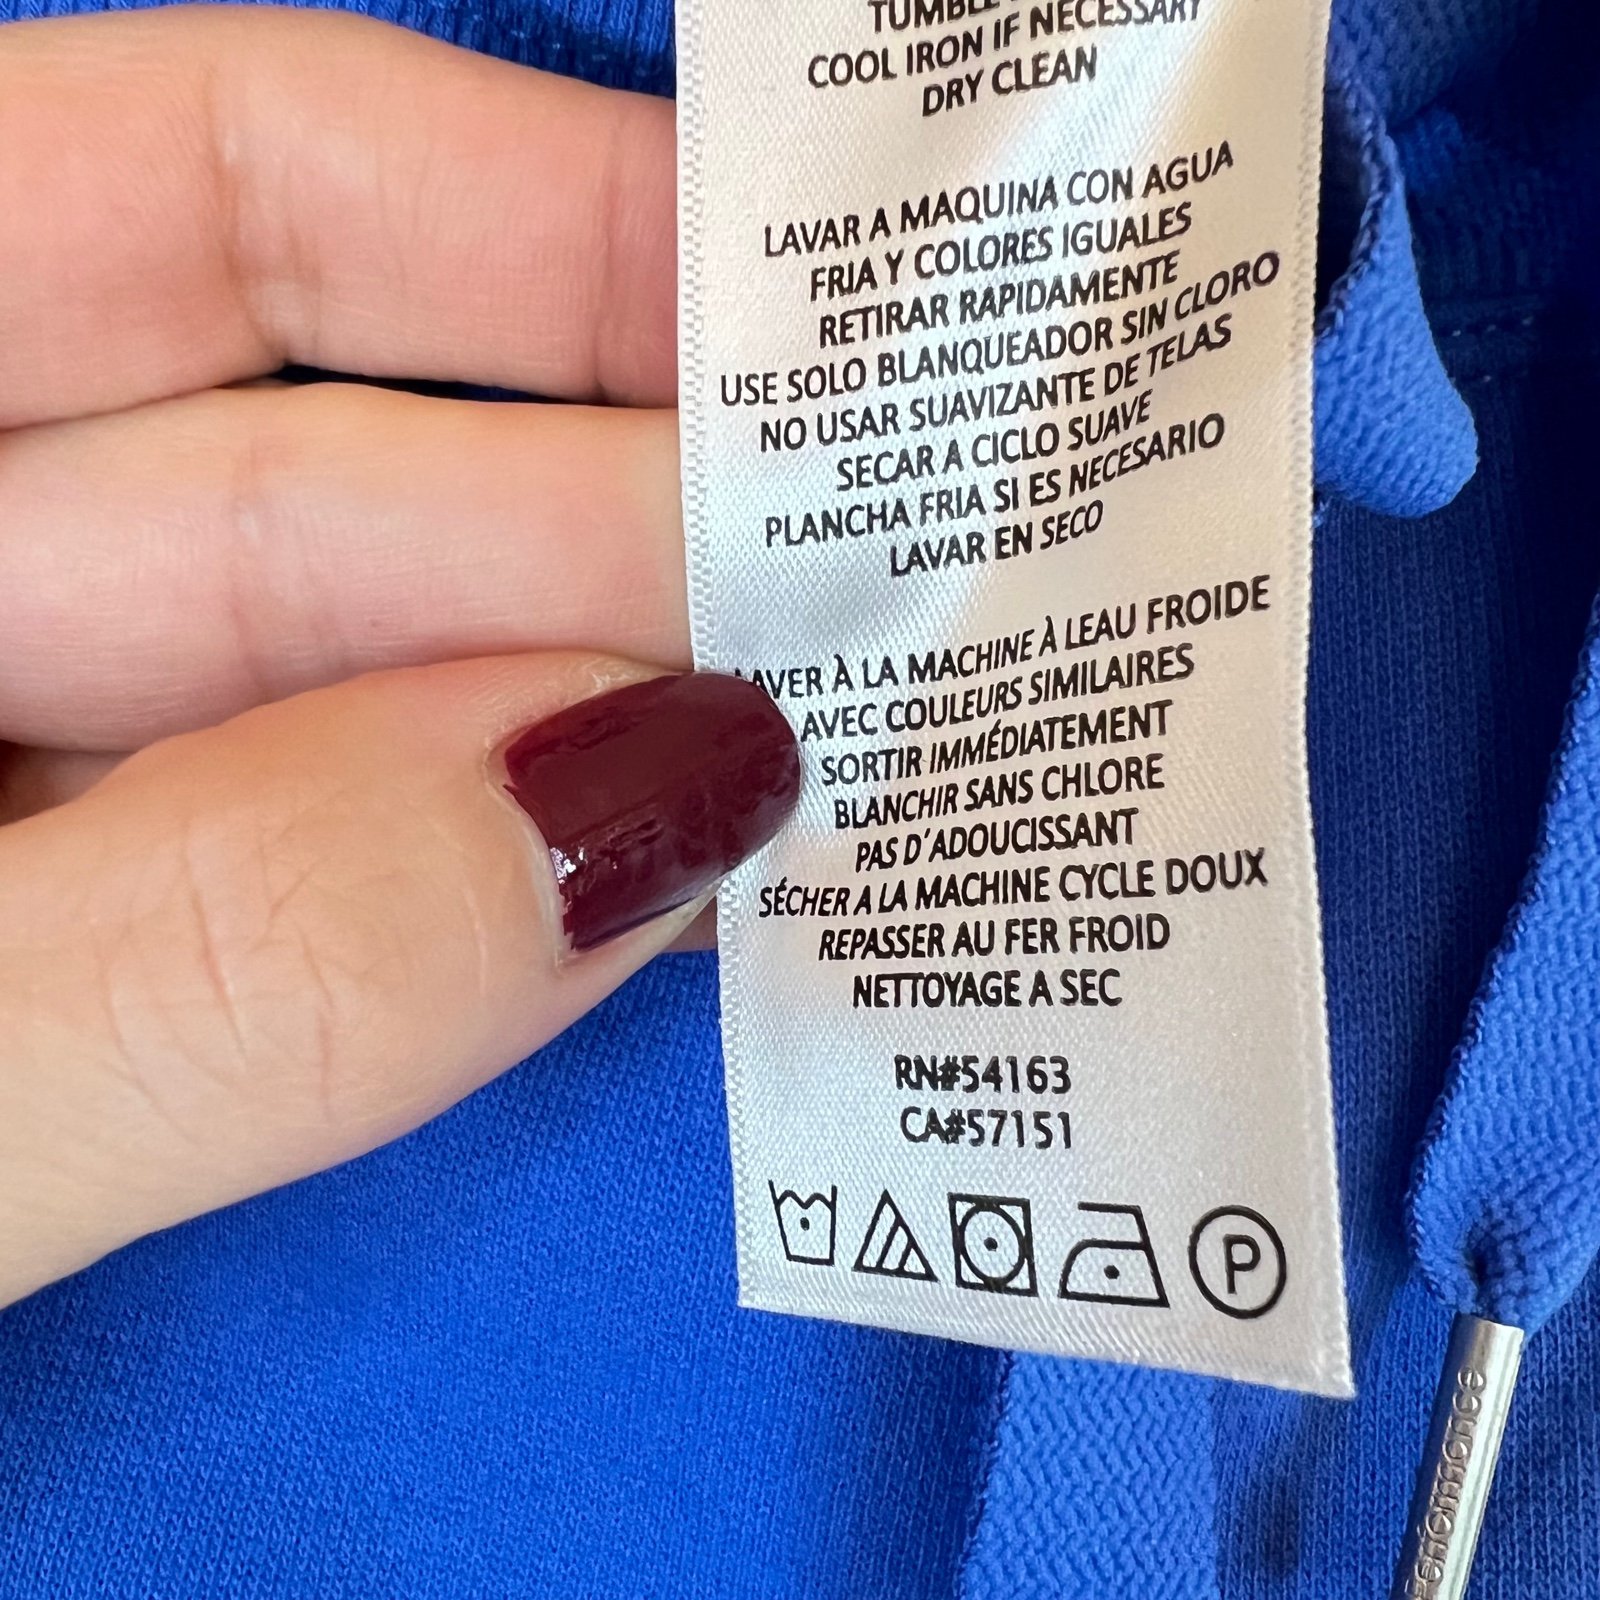 COOL IRON IF NECESSARY
DRY CLEAN
LAVAR A MAQUINA CON AGUA
FRIA Y COLORES IGUALES
RETIRAR RAPIDAMENTE
USE SOLO BLANQUEADOR SIN CLORO
NO USAR SUAVIZANTE DE TELAS
SECAR A CICLO SUAVE
PLANCHA FRIA SI ES NECESARIO
LAVAR EN SECO
LAVER À LA MACHINE À LEAU FROIDE
AVEC COULEURS SIMILAIRES
SORTIR IMMÉDIATEMENT
BLANCHIR SANS CHLORE
PAS D'ADOUCISSANT
SÉCHER A LA MACHINE CYCLE DOUX
REPASSER AU FER FROID
NETTOYAGE A SEC
RN#54163
CA#57151
P